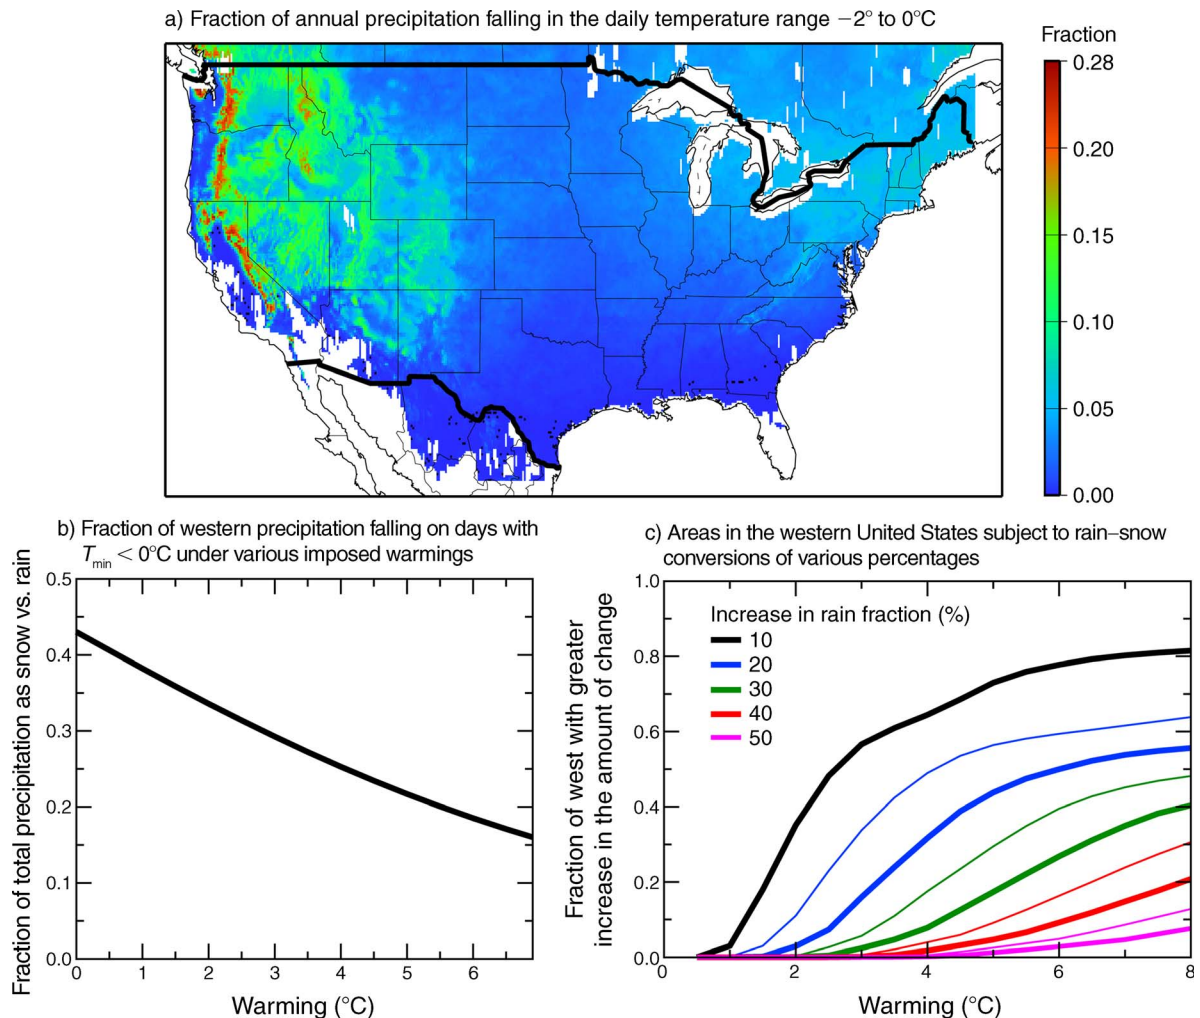 a) Fraction of annual precipitation falling in the daily temperature range −2° to 0°C
Fraction
0.28
0.20
0.15
0.10
0.05
0.00
b) Fraction of western precipitation falling on days with
Tmin < 0°C under various imposed warmings
Fraction of total precipitation as snow vs. rain
0.5
0.4
0.3
0.2
0.1
0.0
0
1
2
3
4
5
6
Warming (°C)
c) Areas in the western United States subject to rain–snow
conversions of various percentages
Fraction of west with greater
increase in the amount of change
1.0
0.8
0.6
0.4
0.2
0.0
Increase in rain fraction (%)
10
20
30
40
50
0
2
4
6
8
Warming (°C)